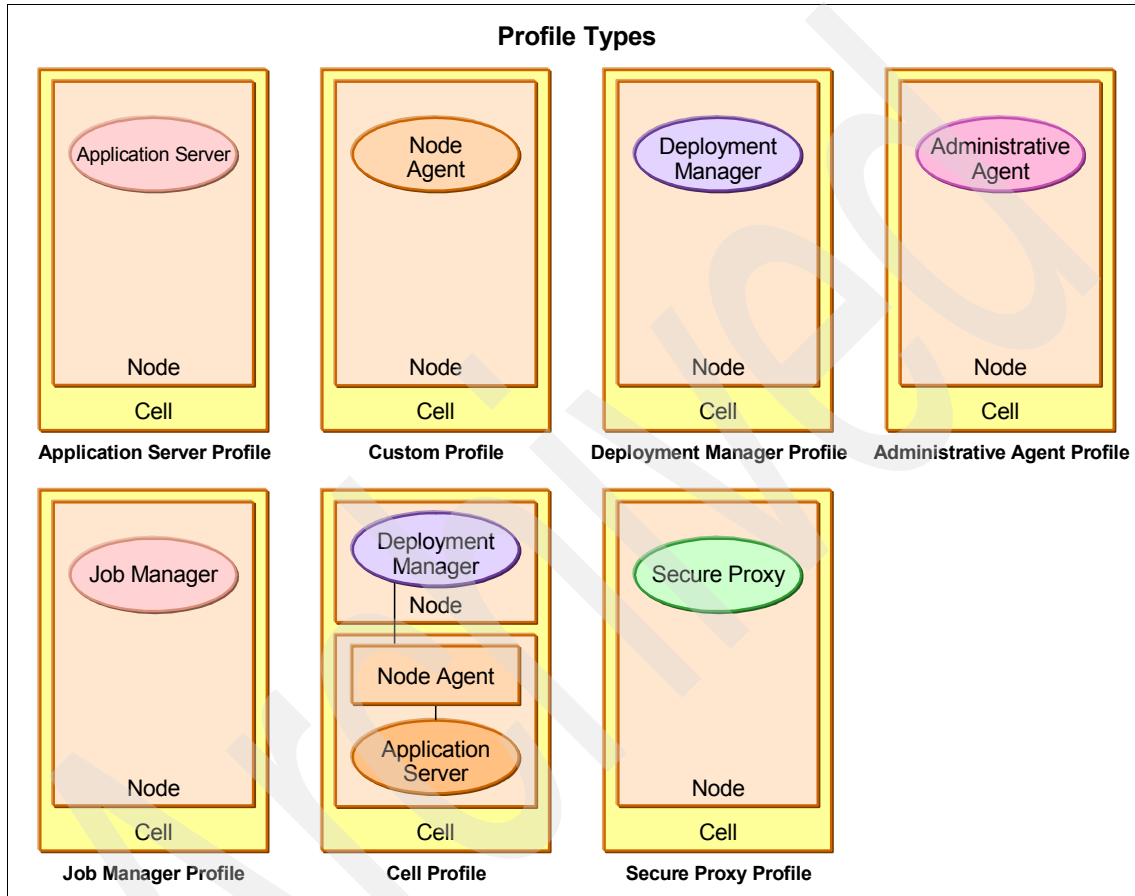 Profile Types
Application Server
Node
Cell
Application Server Profile
Node
Agent
Node
Cell
Custom Profile
Deployment
Manager
Node
Cell
Deployment Manager Profile
Administrative
Agent
Node
Cell
Administrative Agent Profile
Job Manager
Node
Cell
Job Manager Profile
Deployment
Manager
Node
Node Agent
Application
Server
Node
Cell
Cell Profile
Secure Proxy
Node
Cell
Secure Proxy Profile
Archived